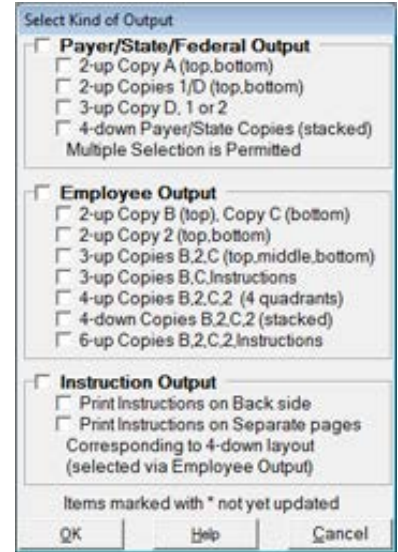 Select Kind of Output
Payer/State/Federal Output
2-up Copy A (top,bottom)
2-up Copies 1/D (top,bottom)
3-up Copy D, 1 or 2
4-down Payer/State Copies (stacked)
Multiple Selection is Permitted
Employee Output
2-up Copy B (top), Copy C (bottom)
2-up Copy 2 (top,bottom)
3-up Copies B,2,C (top,middle,bottom)
3-up Copies B,C,Instructions
4-up Copies B,2,C,2 (4 quadrants)
4-down Copies B,2,C,2 (stacked)
6-up Copies B,2,C,2,Instructions
Instruction Output
Print Instructions on Back side
Print Instructions on Separate pages
Corresponding to 4-down layout
(selected via Employee Output)
Items marked with * not yet updated
OK Help Cancel